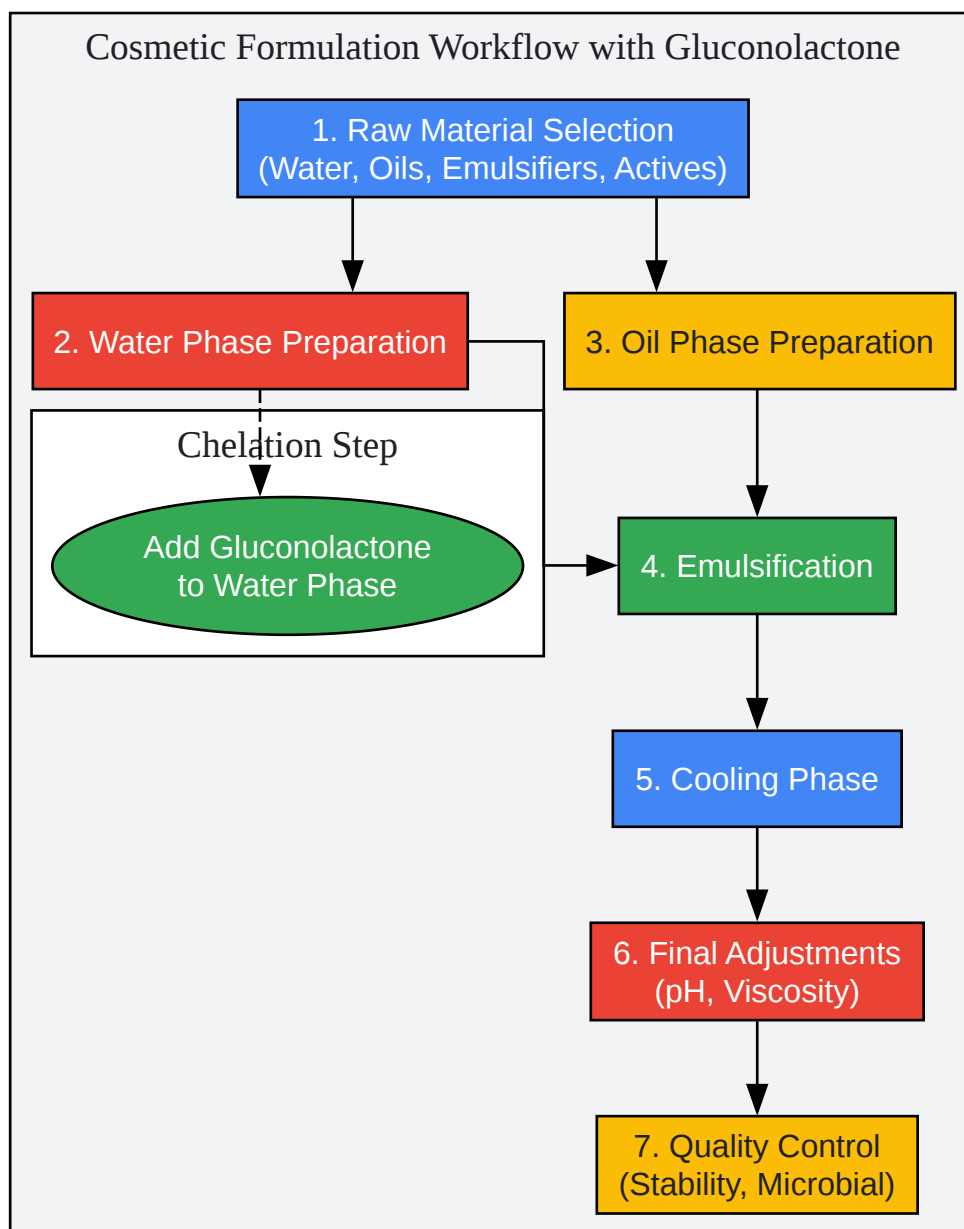 Cosmetic Formulation Workflow with Gluconolactone
1. Raw Material Selection
(Water, Oils, Emulsifiers, Actives)
2. Water Phase Preparation
3. Oil Phase Preparation
Chelation Step
Add Gluconolactone
to Water Phase
4. Emulsification
5. Cooling Phase
6. Final Adjustments
(pH, Viscosity)
7. Quality Control
(Stability, Microbial)